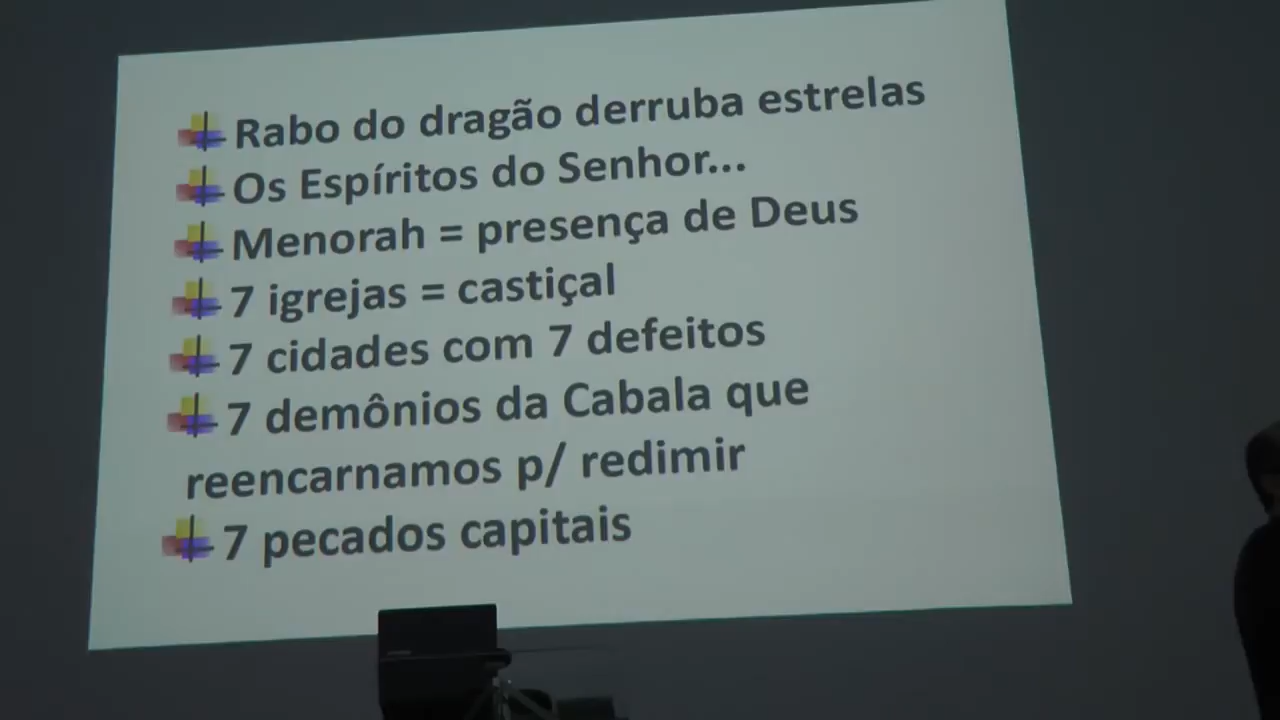 Rabo do dragão derruba estrelas
Os Espíritos do Senhor...
Menorah = presença de Deus
7 igrejas = castiçal
7 cidades com 7 defeitos
7 demônios da Cabala que
reencarnamos p/ redimir
7 pecados capitais